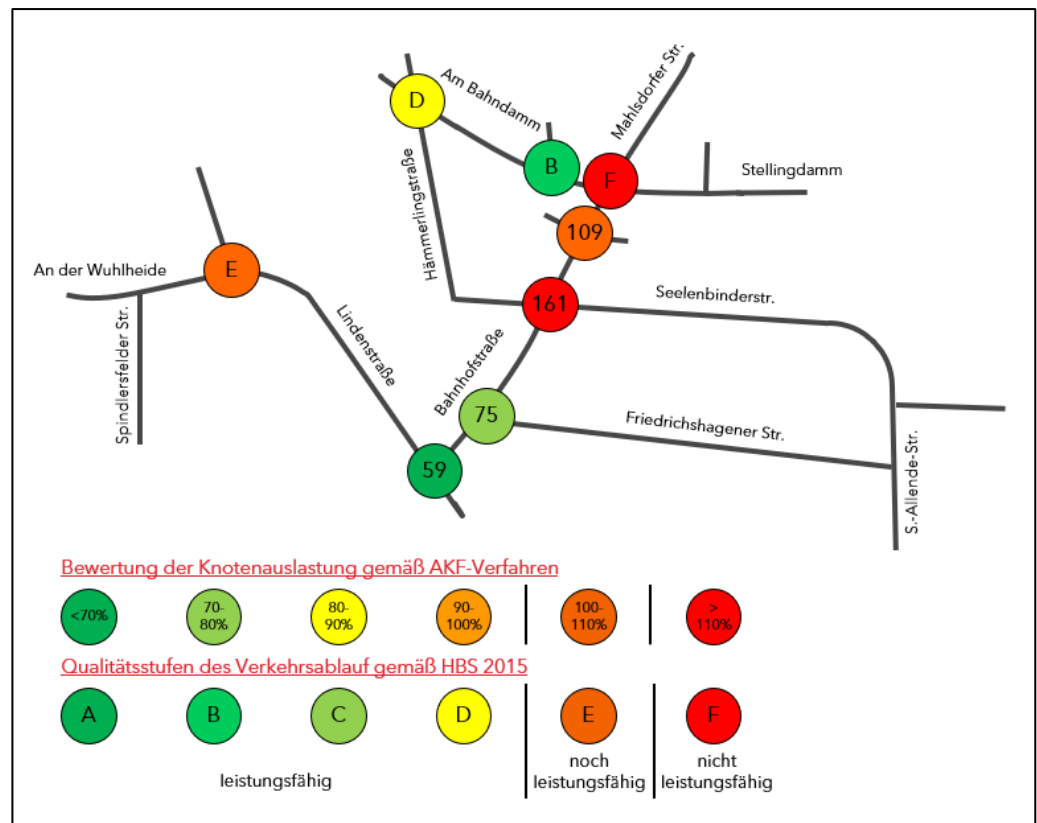 Mahlsdorfer Str.
Am Bahndamm
D
B
F
Stellingdamm
Hämmerlingstraße
109
An der Wuhlheide
E
161
Seelenbinderstr.
Spindlersfelder Str.
Lindenstraße
Bahnhofstraße
75
Friedrichshagener Str.
59
S.-Allende-Str.
Bewertung der Knotenauslastung gemäß AKF-Verfahren
<70%
70-
80%
80-
90%
90-
100%
100-
110%
>
110%
Qualitätsstufen des Verkehrsablauf gemäß HBS 2015
A
B
C
D
E
F
leistungsfähig
noch
leistungsfähig
nicht
leistungsfähig